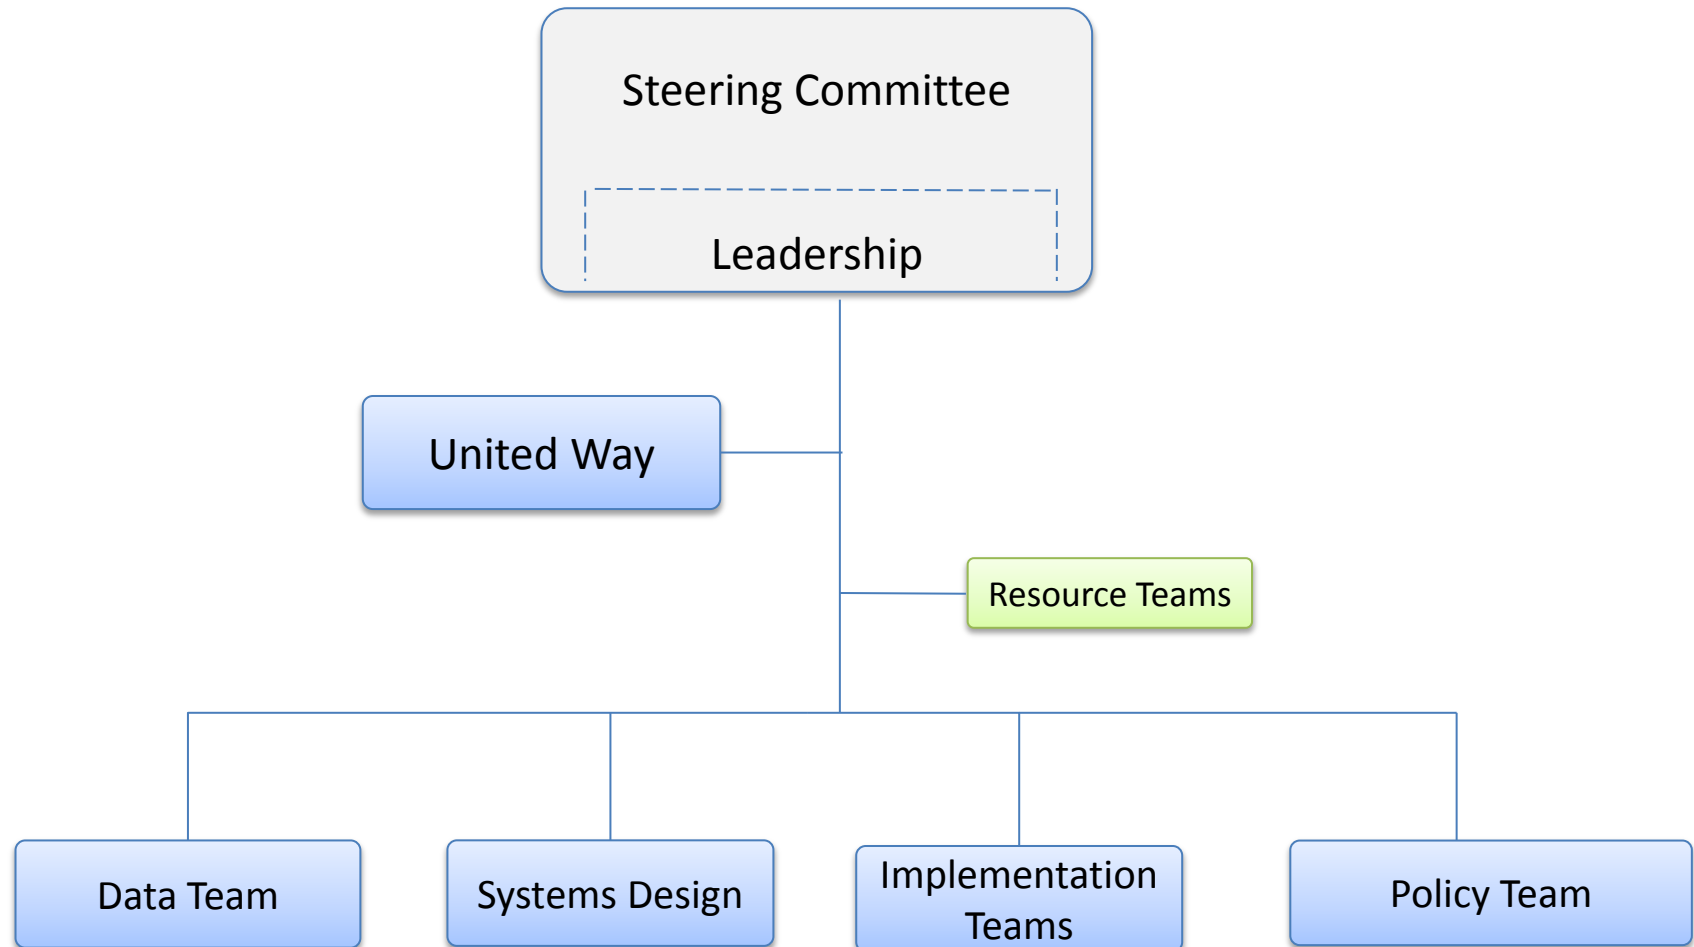 Steering Committee
Leadership
United Way
Resource Teams
Data Team
Systems Design
Implementation
Teams
Policy Team